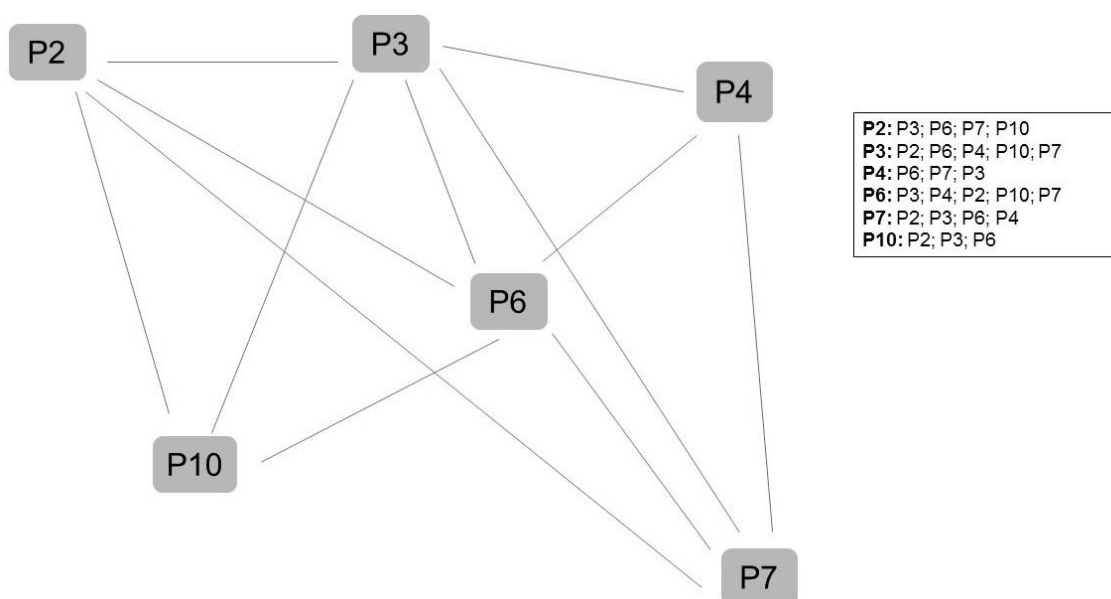 P2
P3
P4
P6
P10
P7
P2: P3; P6; P7; P10
P3: P2; P6; P4; P10; P7
P4: P6; P7; P3
P6: P3; P4; P2; P10; P7
P7: P2; P3; P6; P4
P10: P2; P3; P6